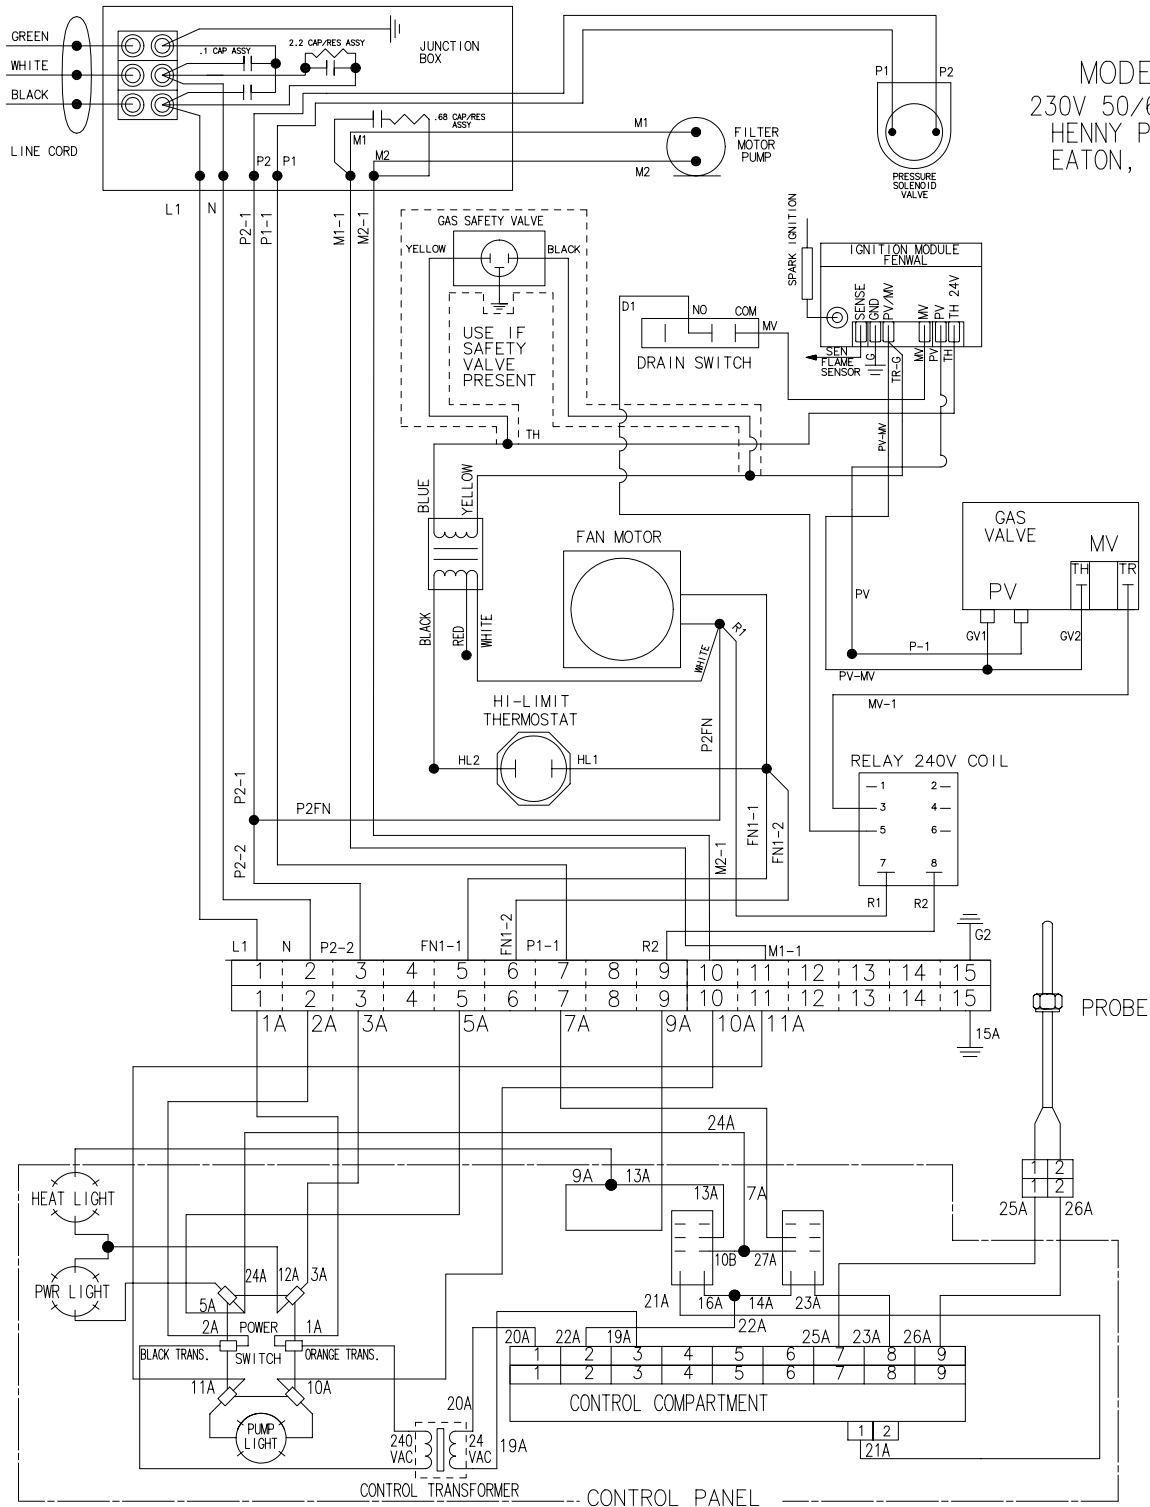 GREEN
WHITE
BLACK
LINE CORD
.1 CAP ASSY
2.2 CAP/RES ASSY
JUNCTION
BOX
.68 CAP/RES
ASSY
M1
M2
P2
P1
M1
M2
FILTER
MOTOR
PUMP
P1
P2
PRESSURE
SOLENOID
VALVE
MODE
230V 50/6
HENNY P
EATON,
L1
N
P2-1
P1-1
M1-1
M2-1
GAS SAFETY VALVE
YELLOW
BLACK
USE IF
SAFETY
VALVE
PRESENT
TH
SPARK IGNITION
IGNITION MODULE
FENWAL
SENSE
GND
PV/MV
MV
PV
TH 24V
SEN
FLAME
SENSOR
G
TR-G
MV
PV
TH
D1
NO
COM
MV
DRAIN SWITCH
PV-MV
BLUE
YELLOW
FAN MOTOR
BLACK
RED
WHITE
WHITE
R1
GAS
VALVE
MV
TH
TR
PV
GV1
GV2
PV
P-1
PV-MV
MV-1
HI-LIMIT
THERMOSTAT
HL2
HL1
P2FN
RELAY 240V COIL
1
2
3
4
5
6
7
8
R1
R2
P2-1
P2FN
P2-2
FN1-1
FN1-2
M2-1
L1
N
P2-2
FN1-1
FN1-2
P1-1
R2
M1-1
G2
1 2 3 4 5 6 7 8 9 10 11 12 13 14 15
1 2 3 4 5 6 7 8 9 10 11 12 13 14 15
1A 2A 3A 5A 7A 9A 10A 11A
15A
PROBE
1 2
1 2
25A
26A
24A
9A
13A
13A
7A
HEAT LIGHT
PWR LIGHT
24A
12A
3A
5A
2A
POWER
SWITCH
1A
BLACK TRANS.
ORANGE TRANS.
11A
10A
PUMP
LIGHT
10B
27A
21A
16A
14A
23A
22A
20A
22A
19A
25A
23A
26A
1 2 3 4 5 6 7 8 9
1 2 3 4 5 6 7 8 9
CONTROL COMPARTMENT
1 2
21A
20A
240
VAC
24
VAC
19A
CONTROL TRANSFORMER
CONTROL PANEL